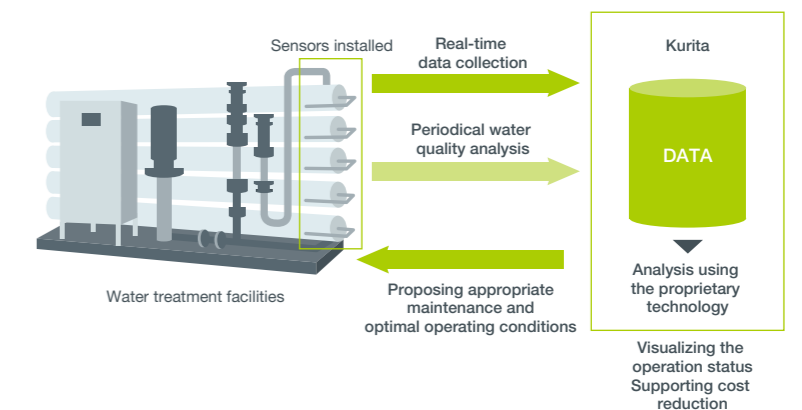 Sensors installed
Real-time
data collection
Kurita
Periodical water
quality analysis
DATA
Water treatment facilities
Proposing appropriate
maintenance and
optimal operating conditions
Analysis using
the proprietary
technology
Visualizing the
operation status
Supporting cost
reduction